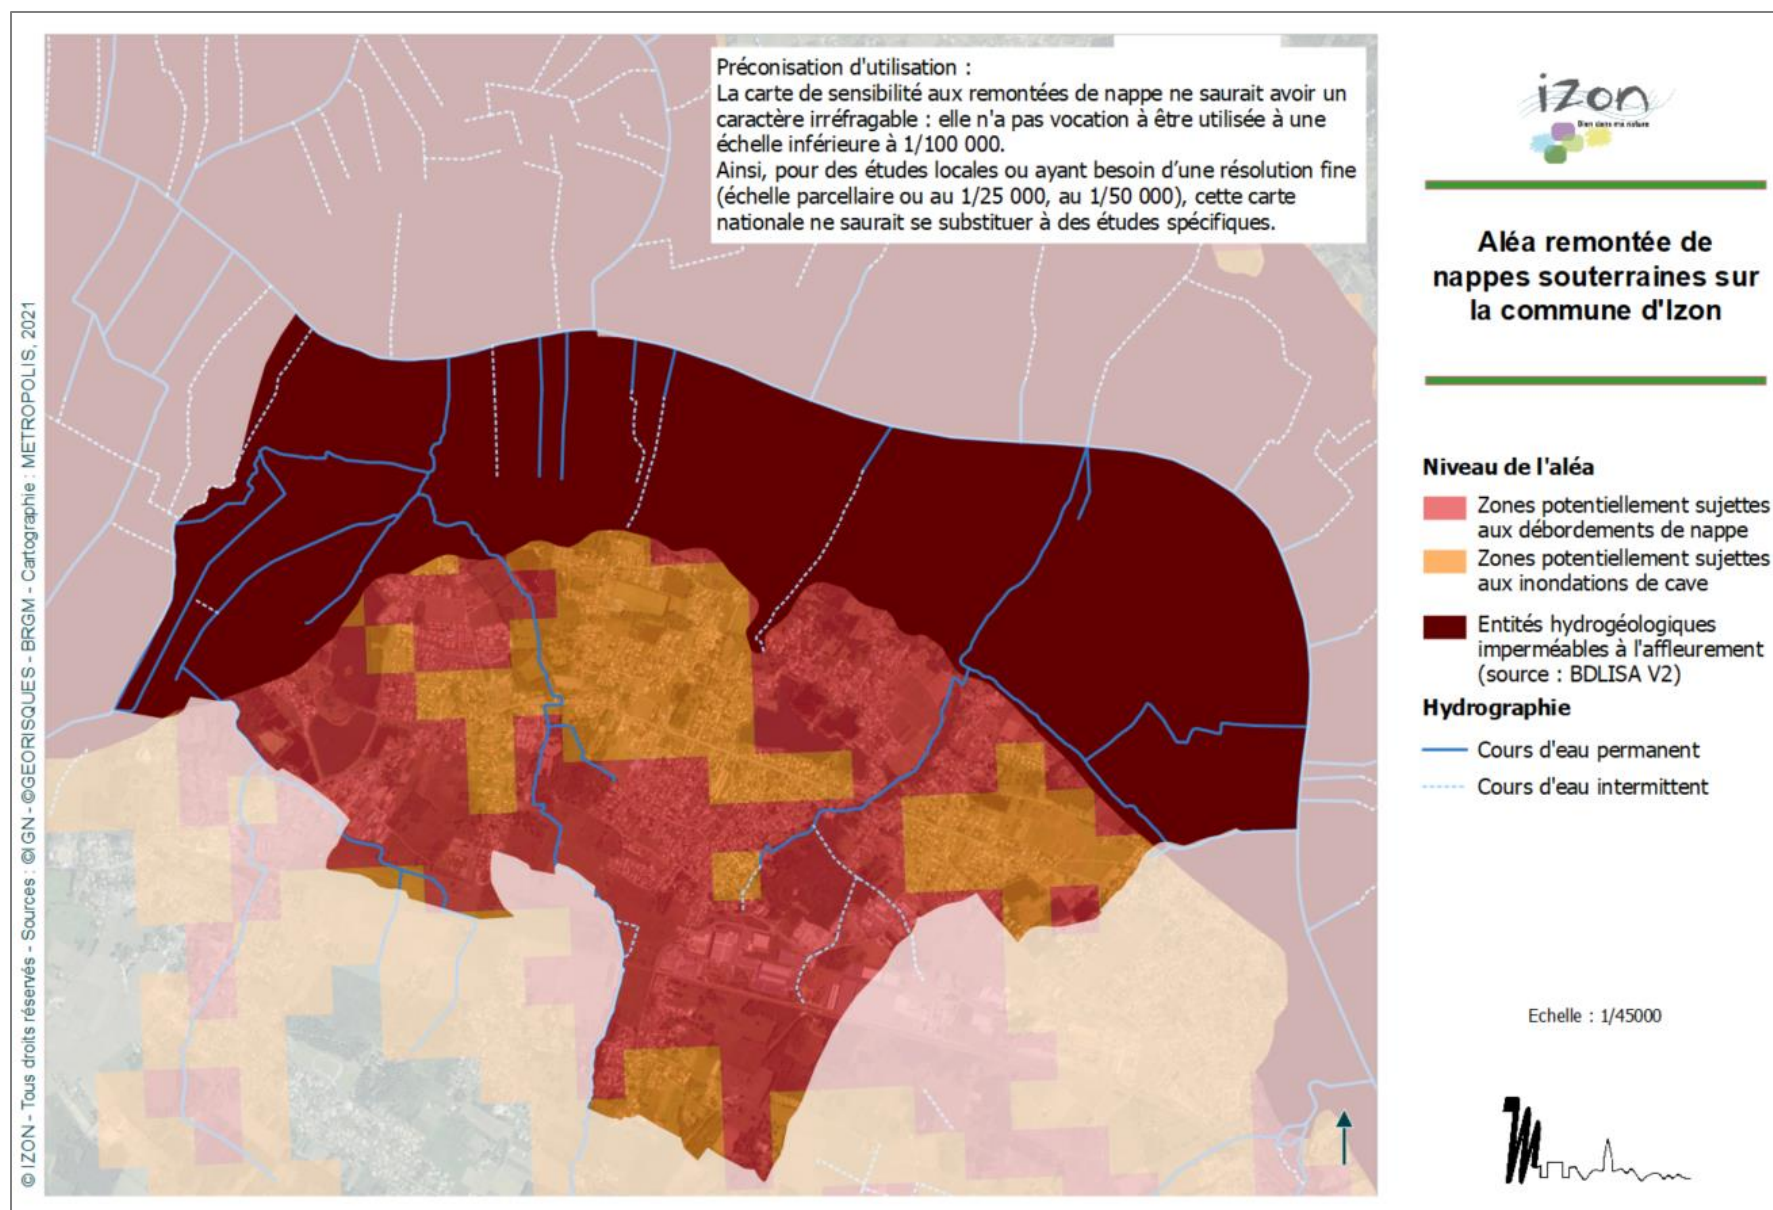 Préconisation d'utilisation :
La carte de sensibilité aux remontées de nappe ne saurait avoir un
caractère irréfragable : elle n'a pas vocation à être utilisée à une
échelle inférieure à 1/100 000.
Ainsi, pour des études locales ou ayant besoin d’une résolution fine
(échelle parcellaire ou au 1/25 000, au 1/50 000), cette carte
nationale ne saurait se substituer à des études spécifiques.
izon
Bien dans ma nature
Aléa remontée de
nappes souterraines sur
la commune d'Izon
Niveau de l'aléa
Zones potentiellement sujettes
aux débordements de nappe
Zones potentiellement sujettes
aux inondations de cave
Entités hydrogéologiques
imperméables à l'affleurement
(source : BDLISA V2)
Hydrographie
Cours d'eau permanent
Cours d'eau intermittent
Echelle : 1/45000
© IZON - Tous droits réservés - Sources : ©IGN - ©GEORISQUES - BRGM - Cartographie : METROPOLIS, 2021